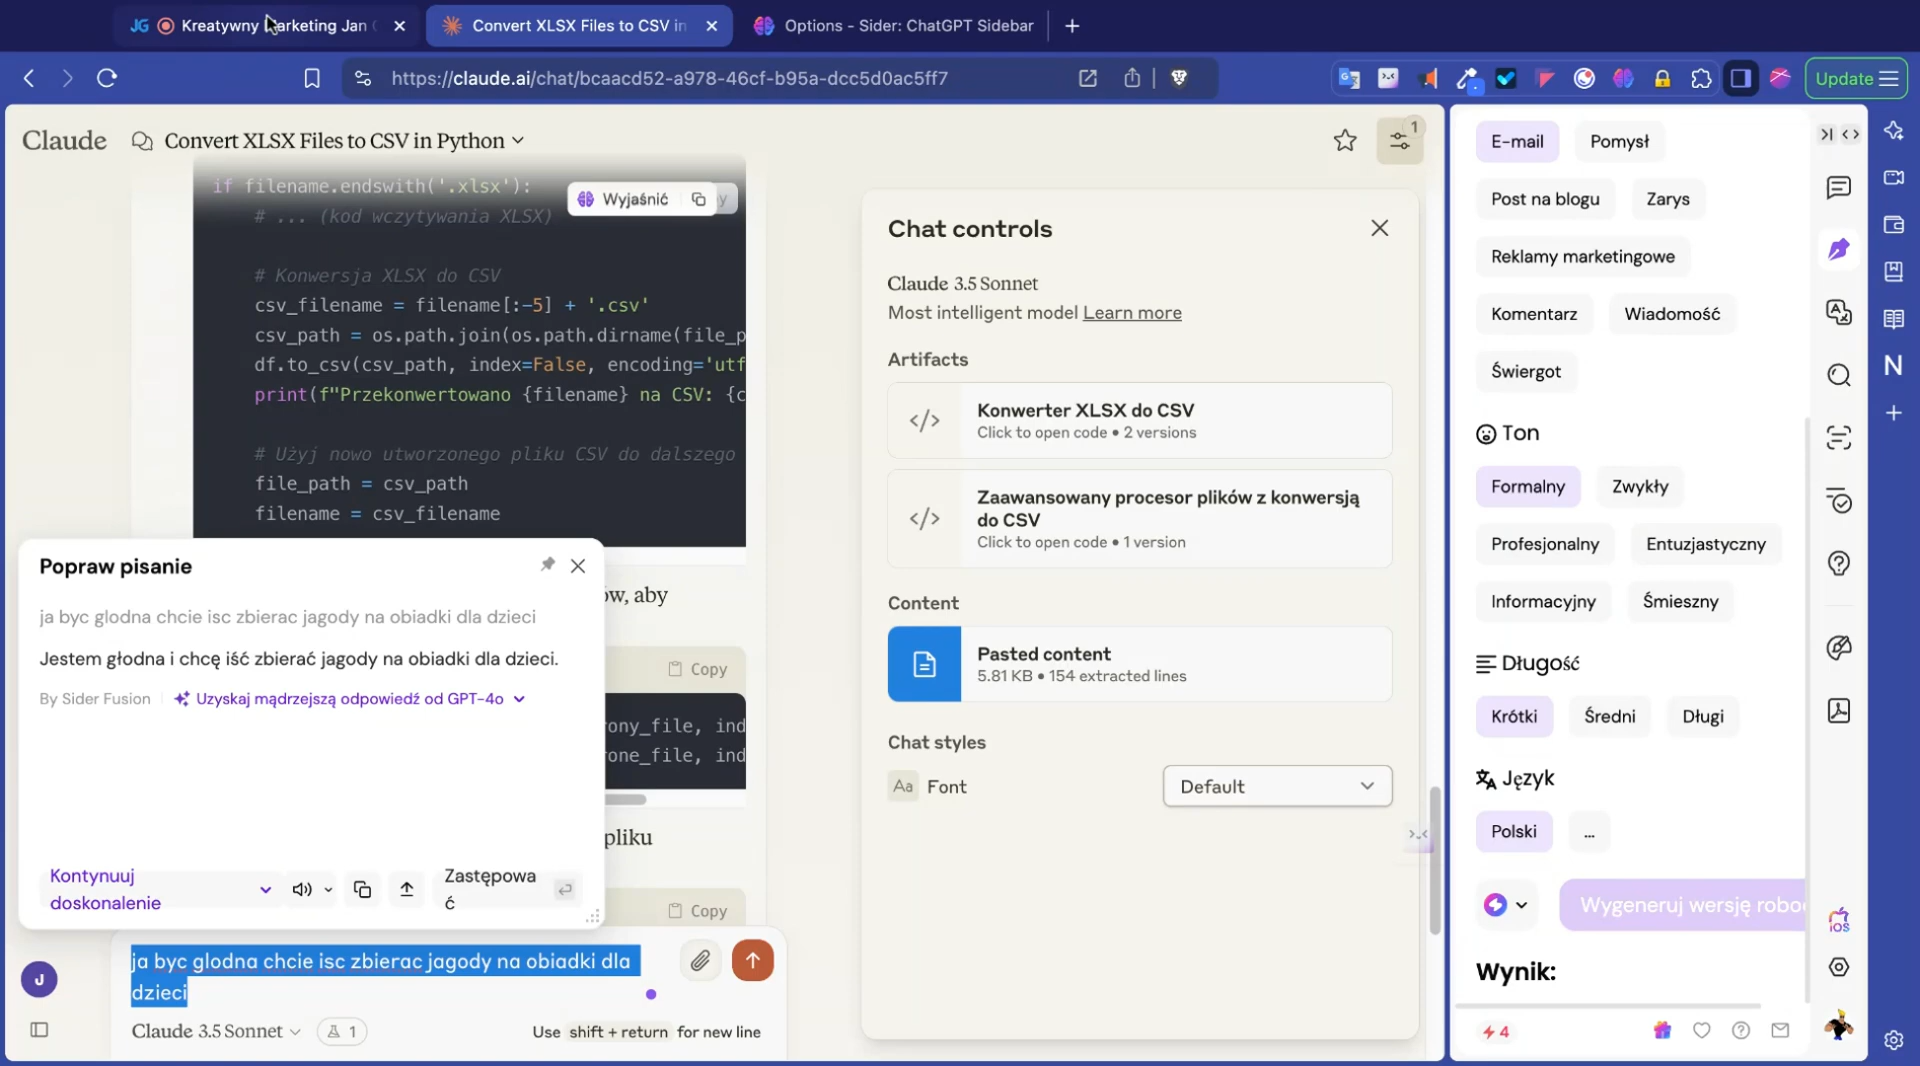 JG Kreatywny Marketing Jan
Convert XLSX Files to CSV in
Options - Sider: ChatGPT Sidebar
https://claude.ai/chat/bcaacd52-a978-46cf-b95a-dcc5d0ac5ff7
Update
Claude
Convert XLSX Files to CSV in Python
1
if filename.endswith('.xlsx'):
# ... (kod wczytywania XLSX)
Wyjaśnić
y
# Konwersja XLSX do CSV
csv_filename = filename[:-5] + '.csv'
csv_path = os.path.join(os.path.dirname(file_p
df.to_csv(csv_path, index=False, encoding='utf
print(f"Przekonwertowano {filename} na CSV: {c
# Użyj nowo utworzonego pliku CSV do dalszego
file_path = csv_path
filename = csv_filename
ów, aby
Copy
ony_file, ind
one_file, ind
pliku
Copy
Popraw pisanie
ja byc glodna chcie isc zbierac jagody na obiadki dla dzieci
Jestem głodna i chcę iść zbierać jagody na obiadki dla dzieci.
By Sider Fusion
Uzyskaj mądrzejszą odpowiedź od GPT-4o
Kontynuuj
doskonalenie
Zastępowa
ć
ja byc glodna chcie isc zbierac jagody na obiadki dla
dzieci
J
Claude 3.5 Sonnet
1
Use shift + return for new line
Chat controls
Claude 3.5 Sonnet
Most intelligent model Learn more
Artifacts
Konwerter XLSX do CSV
Click to open code • 2 versions
Zaawansowany procesor plików z konwersją
do CSV
Click to open code • 1 version
Content
Pasted content
5.81 KB • 154 extracted lines
Chat styles
Aa Font
Default
E-mail
Pomysł
Post na blogu
Zarys
Reklamy marketingowe
Komentarz
Wiadomość
Świergot
Ton
Formalny
Zwykły
Profesjonalny
Entuzjastyczny
Informacyjny
Śmieszny
Długość
Krótki
Średni
Długi
Język
Polski
...
Wygeneruj wersję robo
Wynik:
4
N
iOS